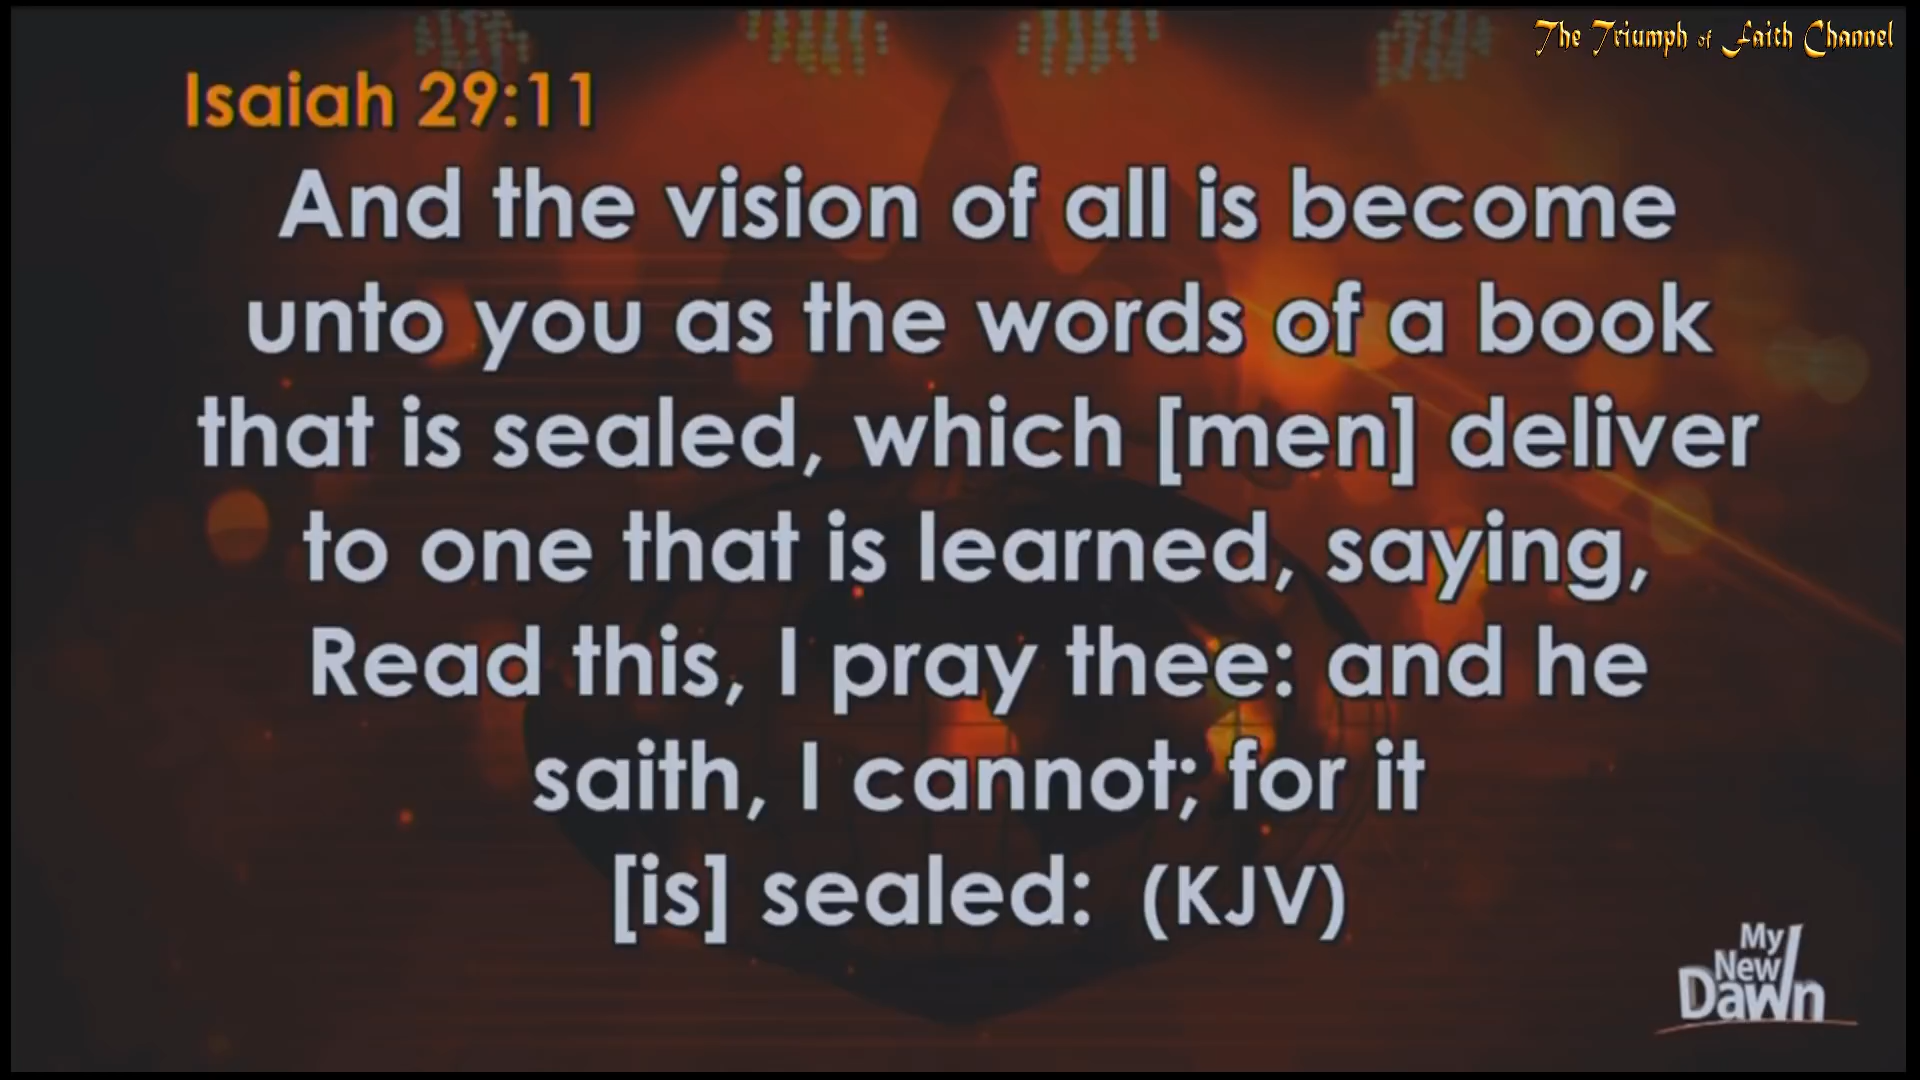 The Triumph of Faith Channel
Isaiah 29:11
And the vision of all is become
unto you as the words of a book
that is sealed, which [men] deliver
to one that is learned, saying,
Read this, I pray thee: and he
saith, I cannot; for it
[is] sealed: (KJV)
My
New
Dawn